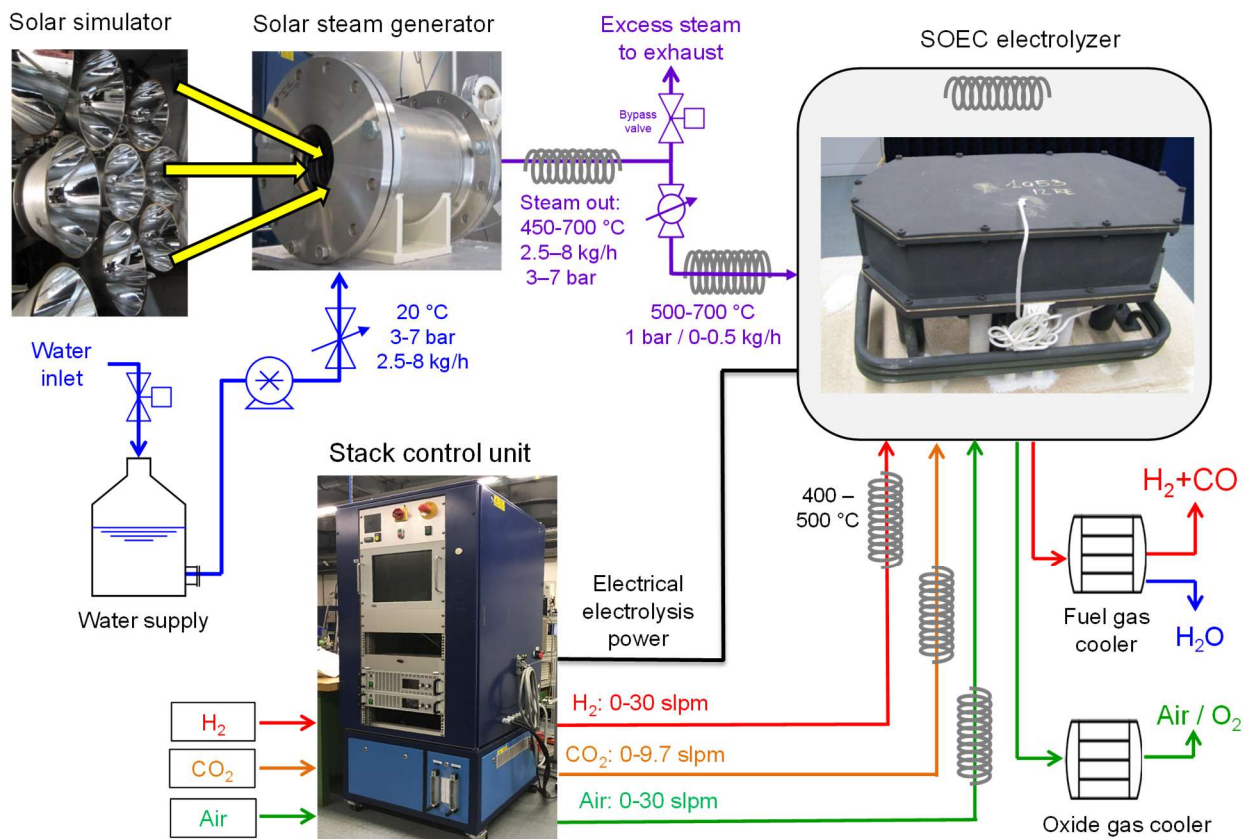 Solar simulator
Solar steam generator
Excess steam
to exhaust
SOEC electrolyzer
Bypass
valve
1053
Steam out:
450-700 °C
2.5–8 kg/h
3–7 bar
500-700 °C
1 bar / 0-0.5 kg/h
20 °C
3-7 bar
2.5-8 kg/h
Water
inlet
Water supply
Stack control unit
400 –
500 °C
Electrical
electrolysis
power
H₂+CO
Fuel gas
cooler
H₂O
H₂
CO₂
Air
H₂: 0-30 slpm
CO₂: 0-9.7 slpm
Air: 0-30 slpm
Air / O₂
Oxide gas cooler